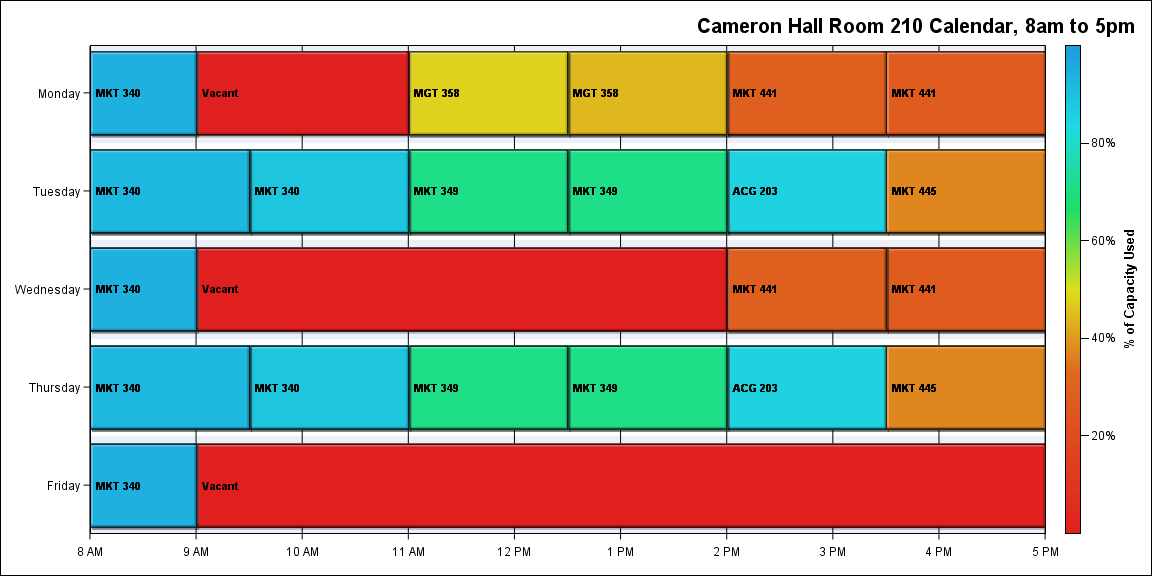 Cameron Hall Room 210 Calendar, 8am to 5pm
Monday
MKT 340
Vacant
MGT 358
MGT 358
MKT 441
MKT 441
Tuesday
MKT 340
MKT 340
MKT 349
MKT 349
ACG 203
MKT 445
Wednesday
MKT 340
Vacant
MKT 441
MKT 441
Thursday
MKT 340
MKT 340
MKT 349
MKT 349
ACG 203
MKT 445
Friday
MKT 340
Vacant
8 AM
9 AM
10 AM
11 AM
12 PM
1 PM
2 PM
3 PM
4 PM
5 PM
80%
60%
40%
20%
% of Capacity Used